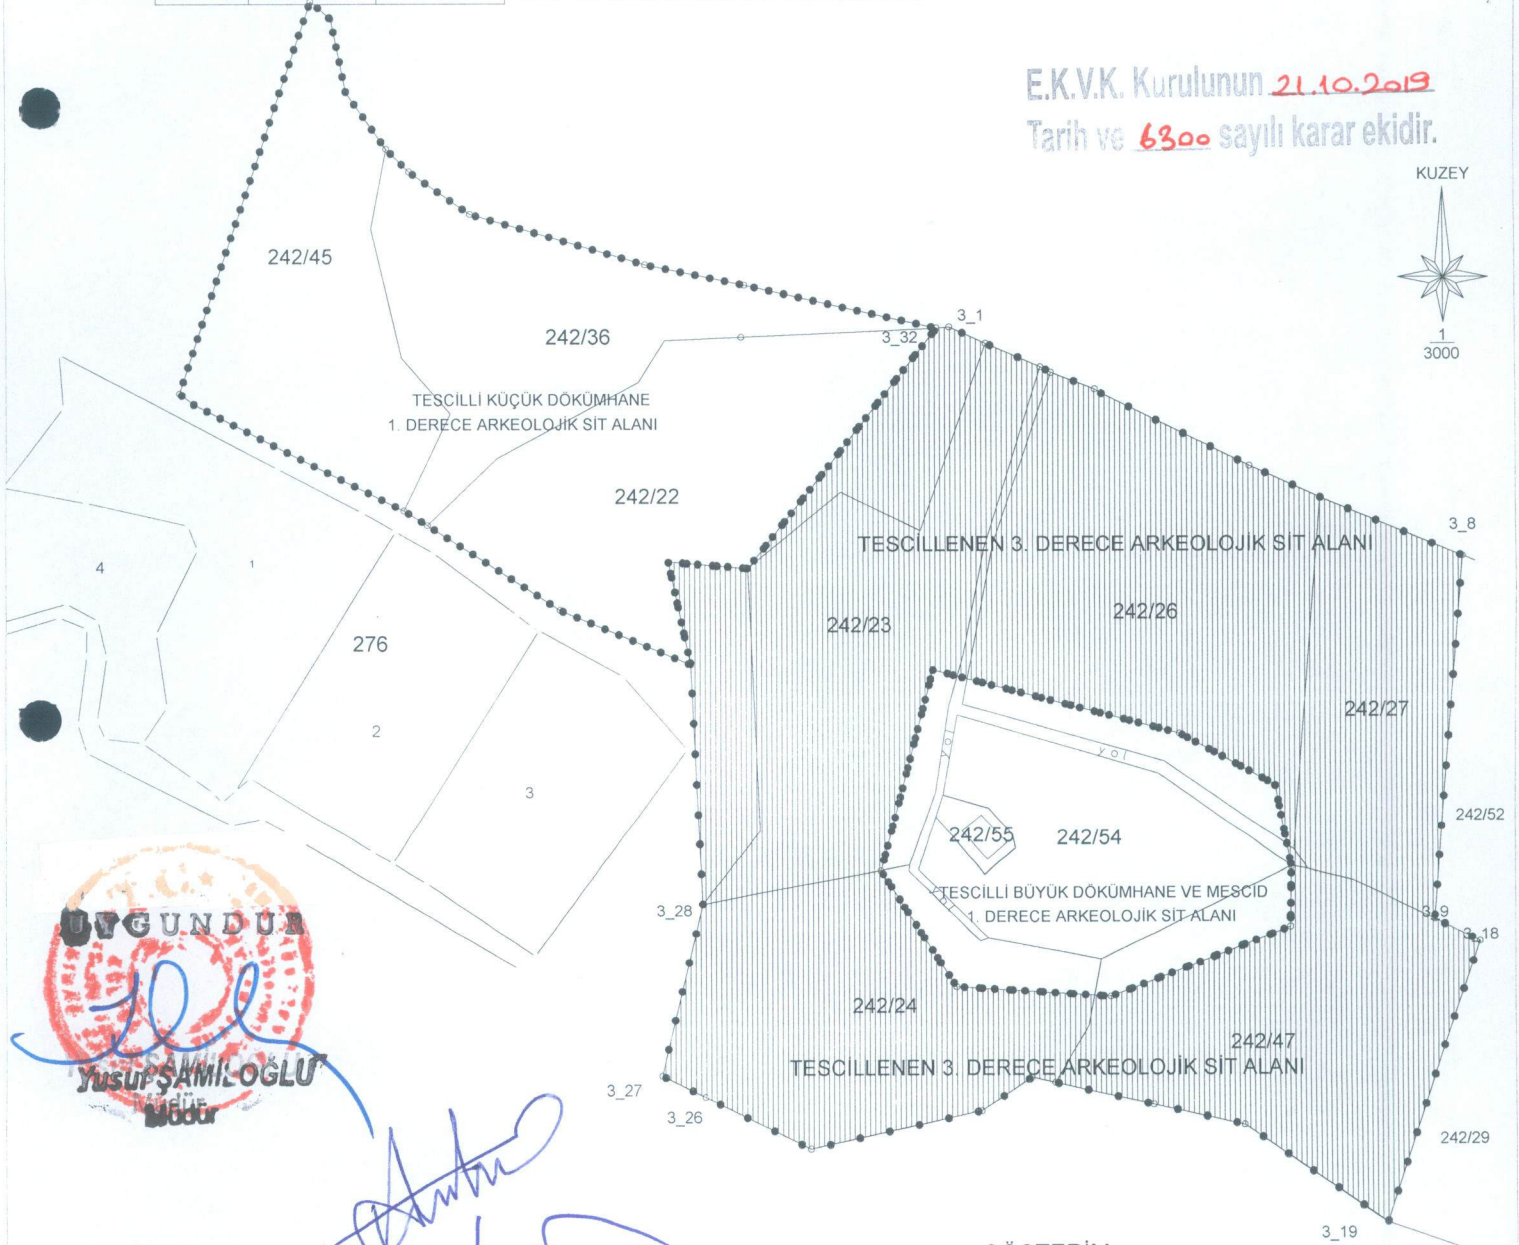 E.K.V.K. Kurulunun 21.10.2019
Tarih ve 6300 sayılı karar ekidir.
KUZEY
1
3000
242/45
242/36
3_1
3_32
TESCİLLİ KÜÇÜK DÖKÜMHANE
1. DERECE ARKEOLOJİK SİT ALANI
242/22
3_8
TESCİLLENEN 3. DERECE ARKEOLOJİK SİT ALANI
4
1
276
242/23
242/26
242/27
2
yol
yol
3
242/52
242/55
242/54
TESCİLLİ BÜYÜK DÖKÜMHANE VE MESCİD
1. DERECE ARKEOLOJİK SİT ALANI
3_28
3_9
3_18
UYGUNDUR
T.C.
242/24
242/47
TESCİLLENEN 3. DERECE ARKEOLOJİK SİT ALANI
Yusuf ŞAMİLOĞLU
Müdür
3_27
3_26
242/29
3_19
GÖSTERİM